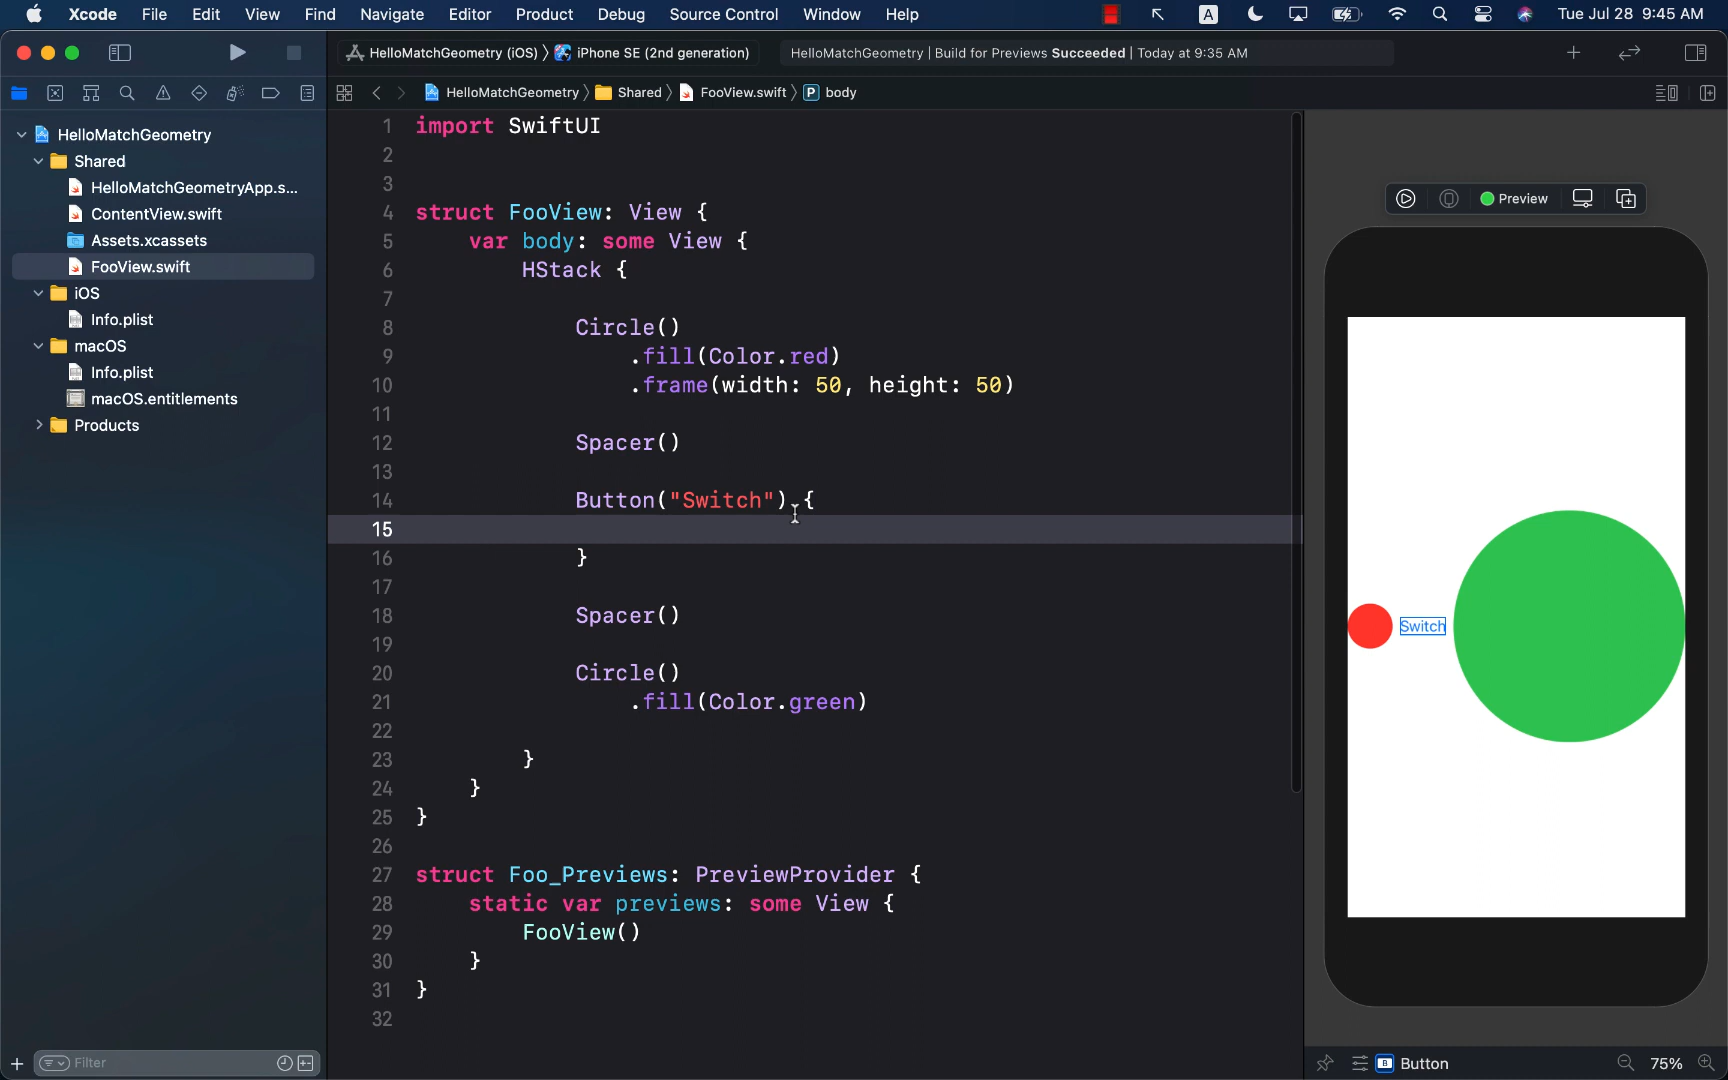 Xcode File Edit View Find Navigate Editor Product Debug Source Control Window Help A Tue Jul 28 9:45 AM
HelloMatchGeometry (iOS) iPhone SE (2nd generation) HelloMatchGeometry | Build for Previews Succeeded | Today at 9:35 AM
HelloMatchGeometry Shared FooView.swift P body
HelloMatchGeometry
Shared
HelloMatchGeometryApp.s...
ContentView.swift
Assets.xcassets
FooView.swift
iOS
Info.plist
macOS
Info.plist
macOS.entitlements
Products
Filter
1 import SwiftUI
2
3
4 struct FooView: View {
5 var body: some View {
6 HStack {
7
8 Circle()
9 .fill(Color.red)
10 .frame(width: 50, height: 50)
11
12 Spacer()
13
14 Button("Switch") {
15
16 }
17
18 Spacer()
19
20 Circle()
21 .fill(Color.green)
22
23 }
24 }
25 }
26
27 struct Foo_Previews: PreviewProvider {
28 static var previews: some View {
29 FooView()
30 }
31 }
32
Preview
Switch
B Button 75%